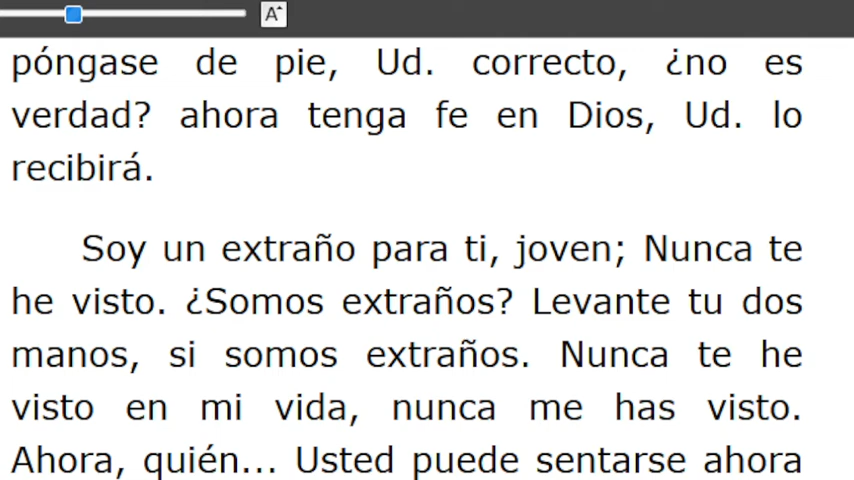 A
póngase de pie, Ud. correcto, ¿no es
verdad? ahora tenga fe en Dios, Ud. lo
recibirá.
Soy un extraño para ti, joven; Nunca te
he visto. ¿Somos extraños? Levante tu dos
manos, si somos extraños. Nunca te he
visto en mi vida, nunca me has visto.
Ahora, quién... Usted puede sentarse ahora